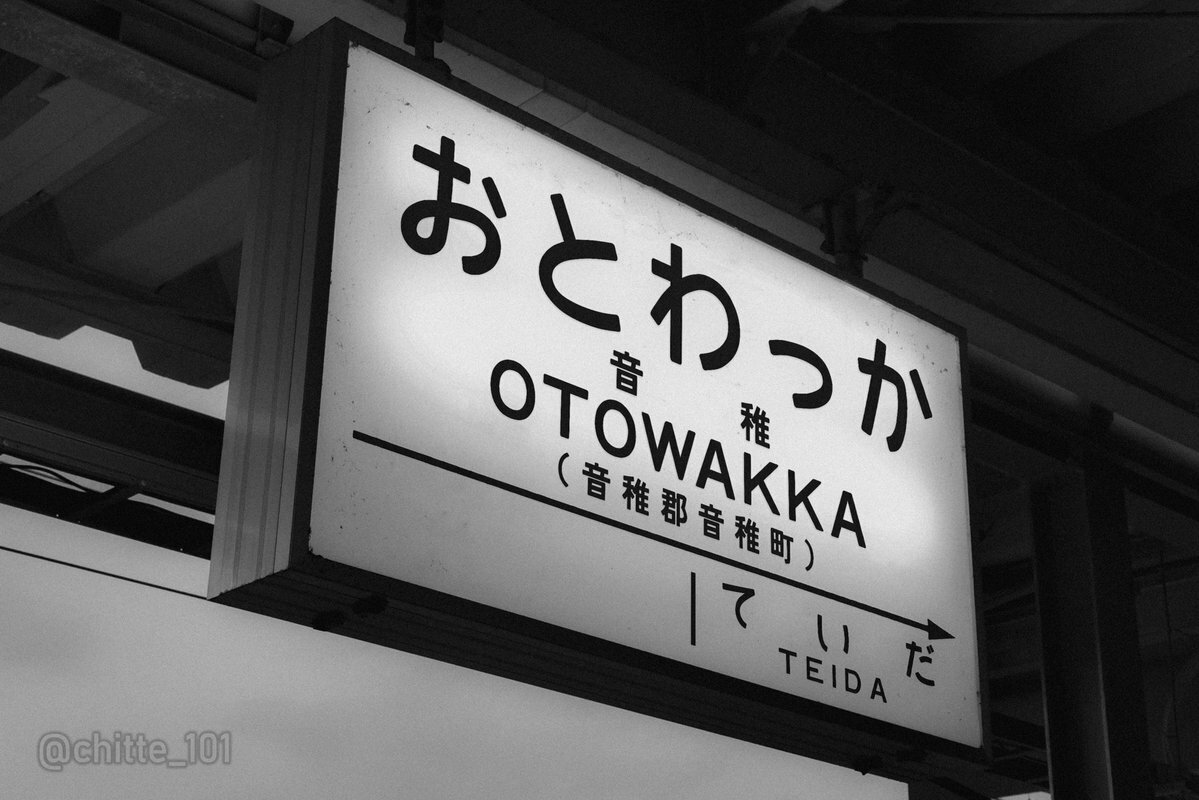 おとわっか
音稚
OTOWAKKA
(音稚郡音稚町)
ていだ
TEIDA
@chitte_101